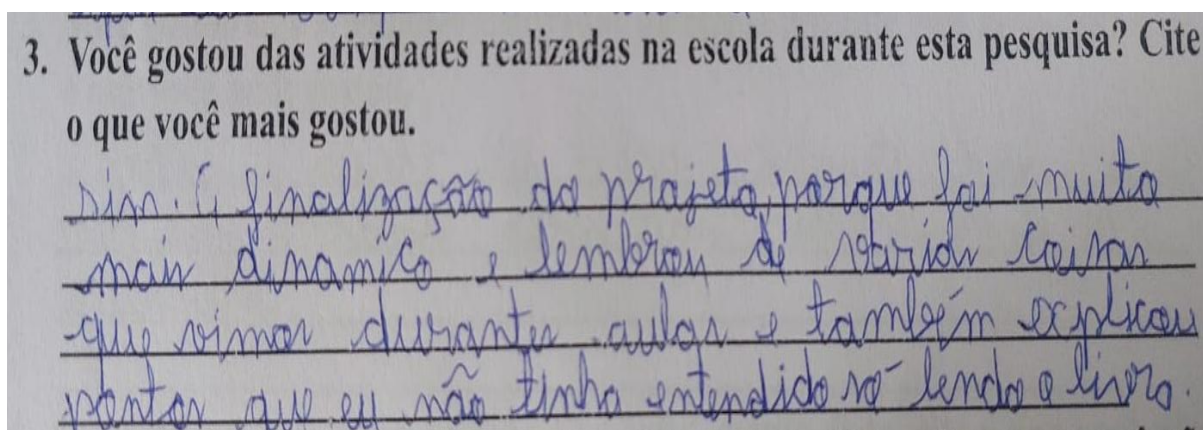 3. Você gostou das atividades realizadas na escola durante esta pesquisa? Cite
o que você mais gostou.
Sim. A finalização do projeto, porque foi muito
mais dinamico e lembrou de varias coisas
que vimos durantes aulas e também explicou
pontos que eu não tinha entendido só lendo o livro.